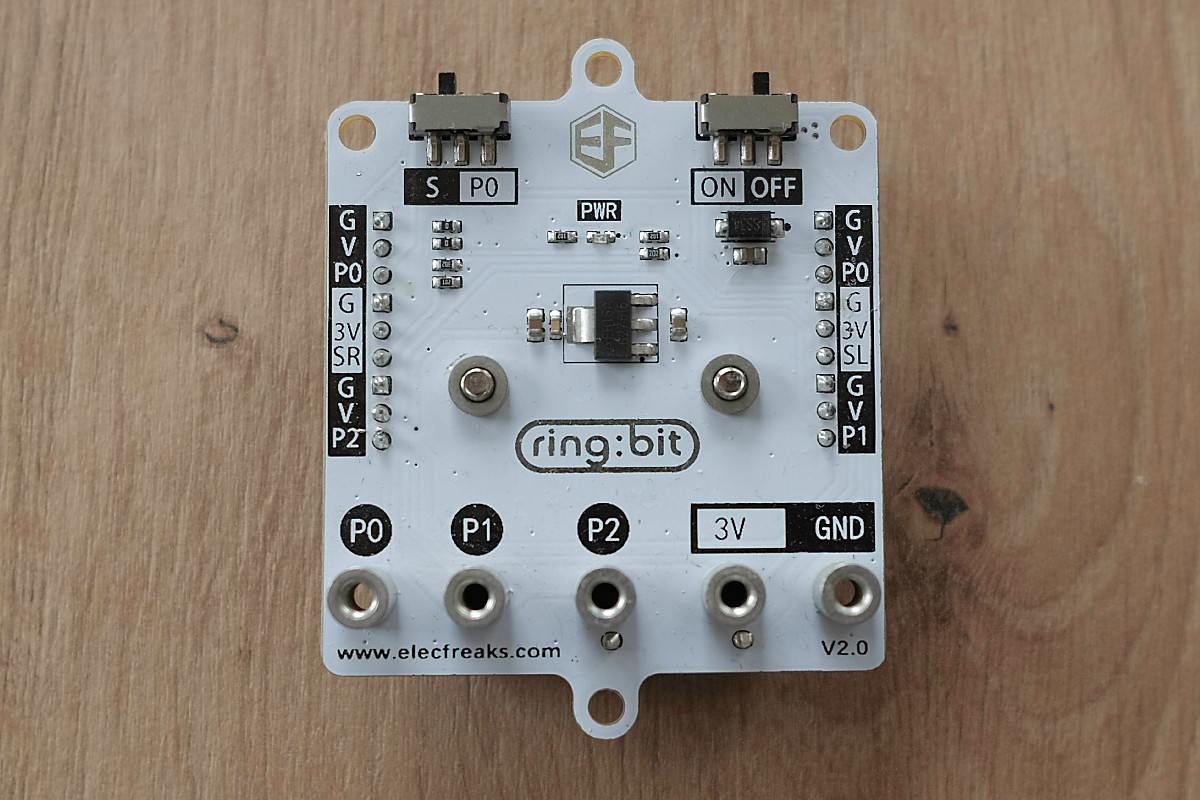 EF
S P0
ON OFF
PWR
G
V
P0
G
3V
SR
G
V
P2
G
V
P0
G
3V
SL
G
V
P1
ring:bit
P0 P1 P2 3V GND
www.elecfreaks.com V2.0